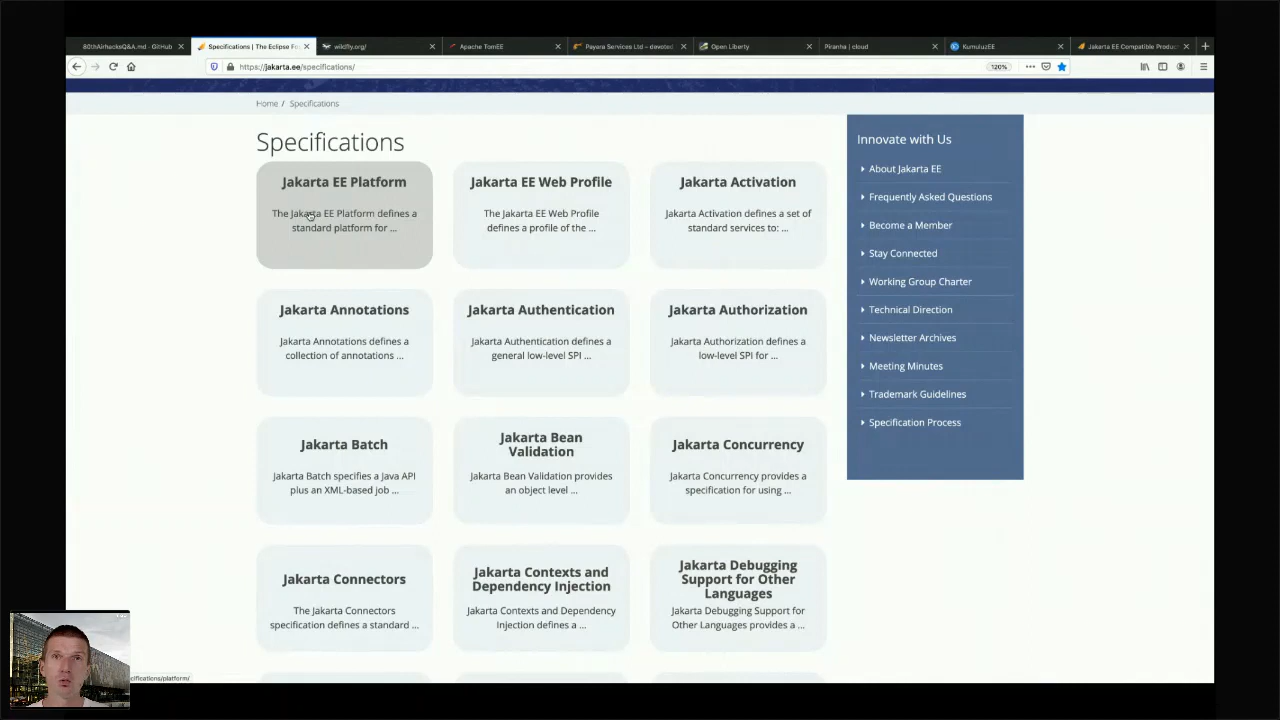 80thAirhacksQ&A.md · GitHub
Specifications | The Eclipse Fo
wildfly.org/
Apache TomEE
Payara Services Ltd – devoted
Open Liberty
Piranha | cloud
KumuluzEE
Jakarta EE Compatible Produc
https://jakarta.ee/specifications/
120%
Home / Specifications
Specifications
Jakarta EE Platform
The Jakarta EE Platform defines a
standard platform for ...
Jakarta EE Web Profile
The Jakarta EE Web Profile
defines a profile of the ...
Jakarta Activation
Jakarta Activation defines a set of
standard services to: ...
Jakarta Annotations
Jakarta Annotations defines a
collection of annotations ...
Jakarta Authentication
Jakarta Authentication defines a
general low-level SPI ...
Jakarta Authorization
Jakarta Authorization defines a
low-level SPI for ...
Jakarta Batch
Jakarta Batch specifies a Java API
plus an XML-based job ...
Jakarta Bean
Validation
Jakarta Bean Validation provides
an object level ...
Jakarta Concurrency
Jakarta Concurrency provides a
specification for using ...
Jakarta Connectors
The Jakarta Connectors
specification defines a standard ...
Jakarta Contexts and
Dependency Injection
Jakarta Contexts and Dependency
Injection defines a ...
Jakarta Debugging
Support for Other
Languages
Jakarta Debugging Support for
Other Languages provides a ...
Innovate with Us
About Jakarta EE
Frequently Asked Questions
Become a Member
Stay Connected
Working Group Charter
Technical Direction
Newsletter Archives
Meeting Minutes
Trademark Guidelines
Specification Process
cifications/platform/